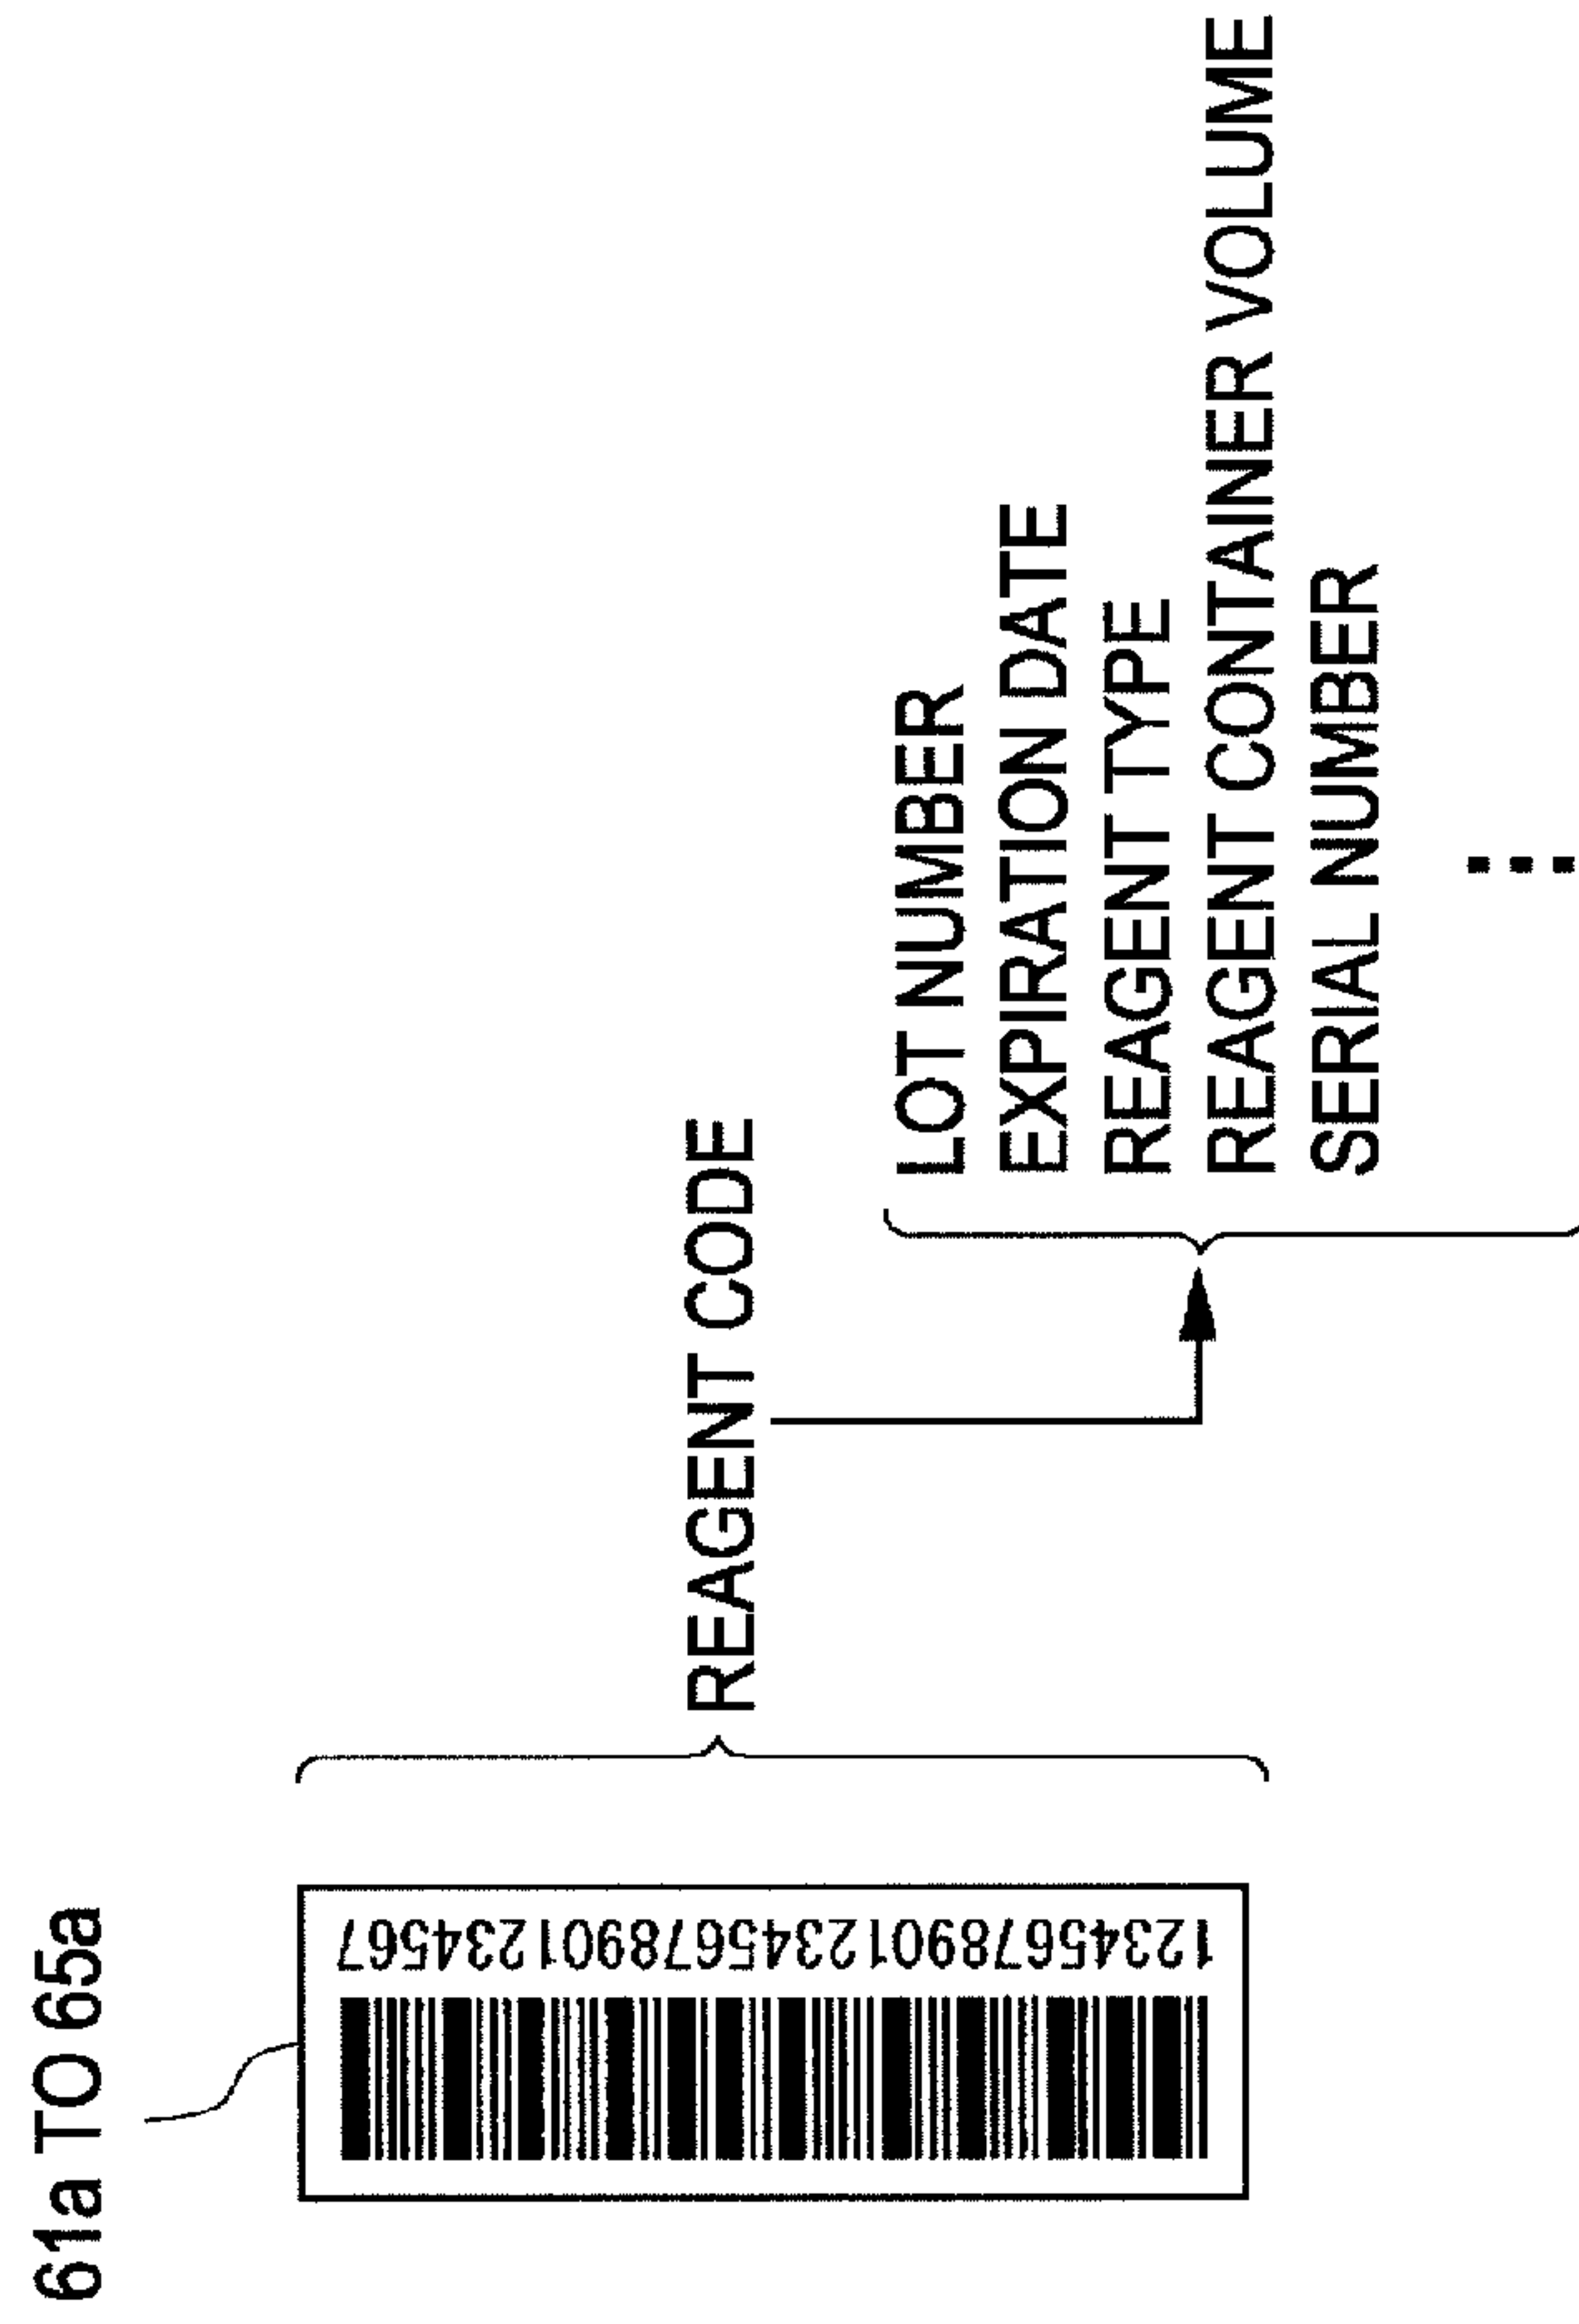 61a TO 65a
123456789012345678901234567
REAGENT CODE
LOT NUMBER
EXPIRATION DATE
REAGENT TYPE
REAGENT CONTAINER VOLUME
SERIAL NUMBER